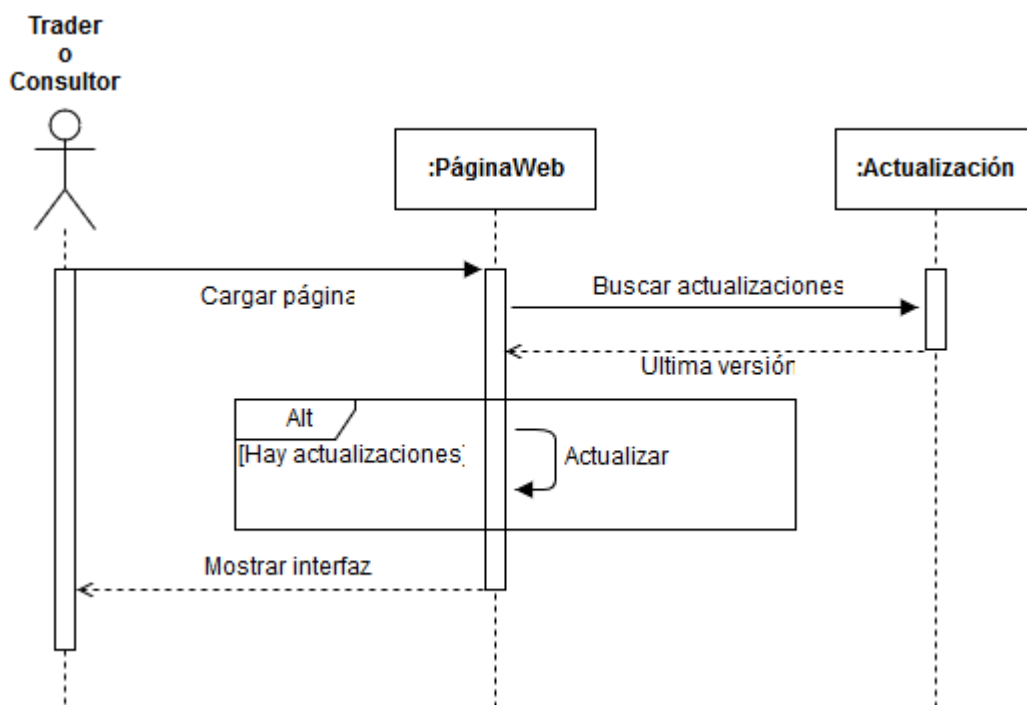 Trader
o
Consultor
:PáginaWeb
:Actualización
Cargar página
Buscar actualizaciones
Ultima versión
Alt
[Hay actualizaciones]
Actualizar
Mostrar interfaz